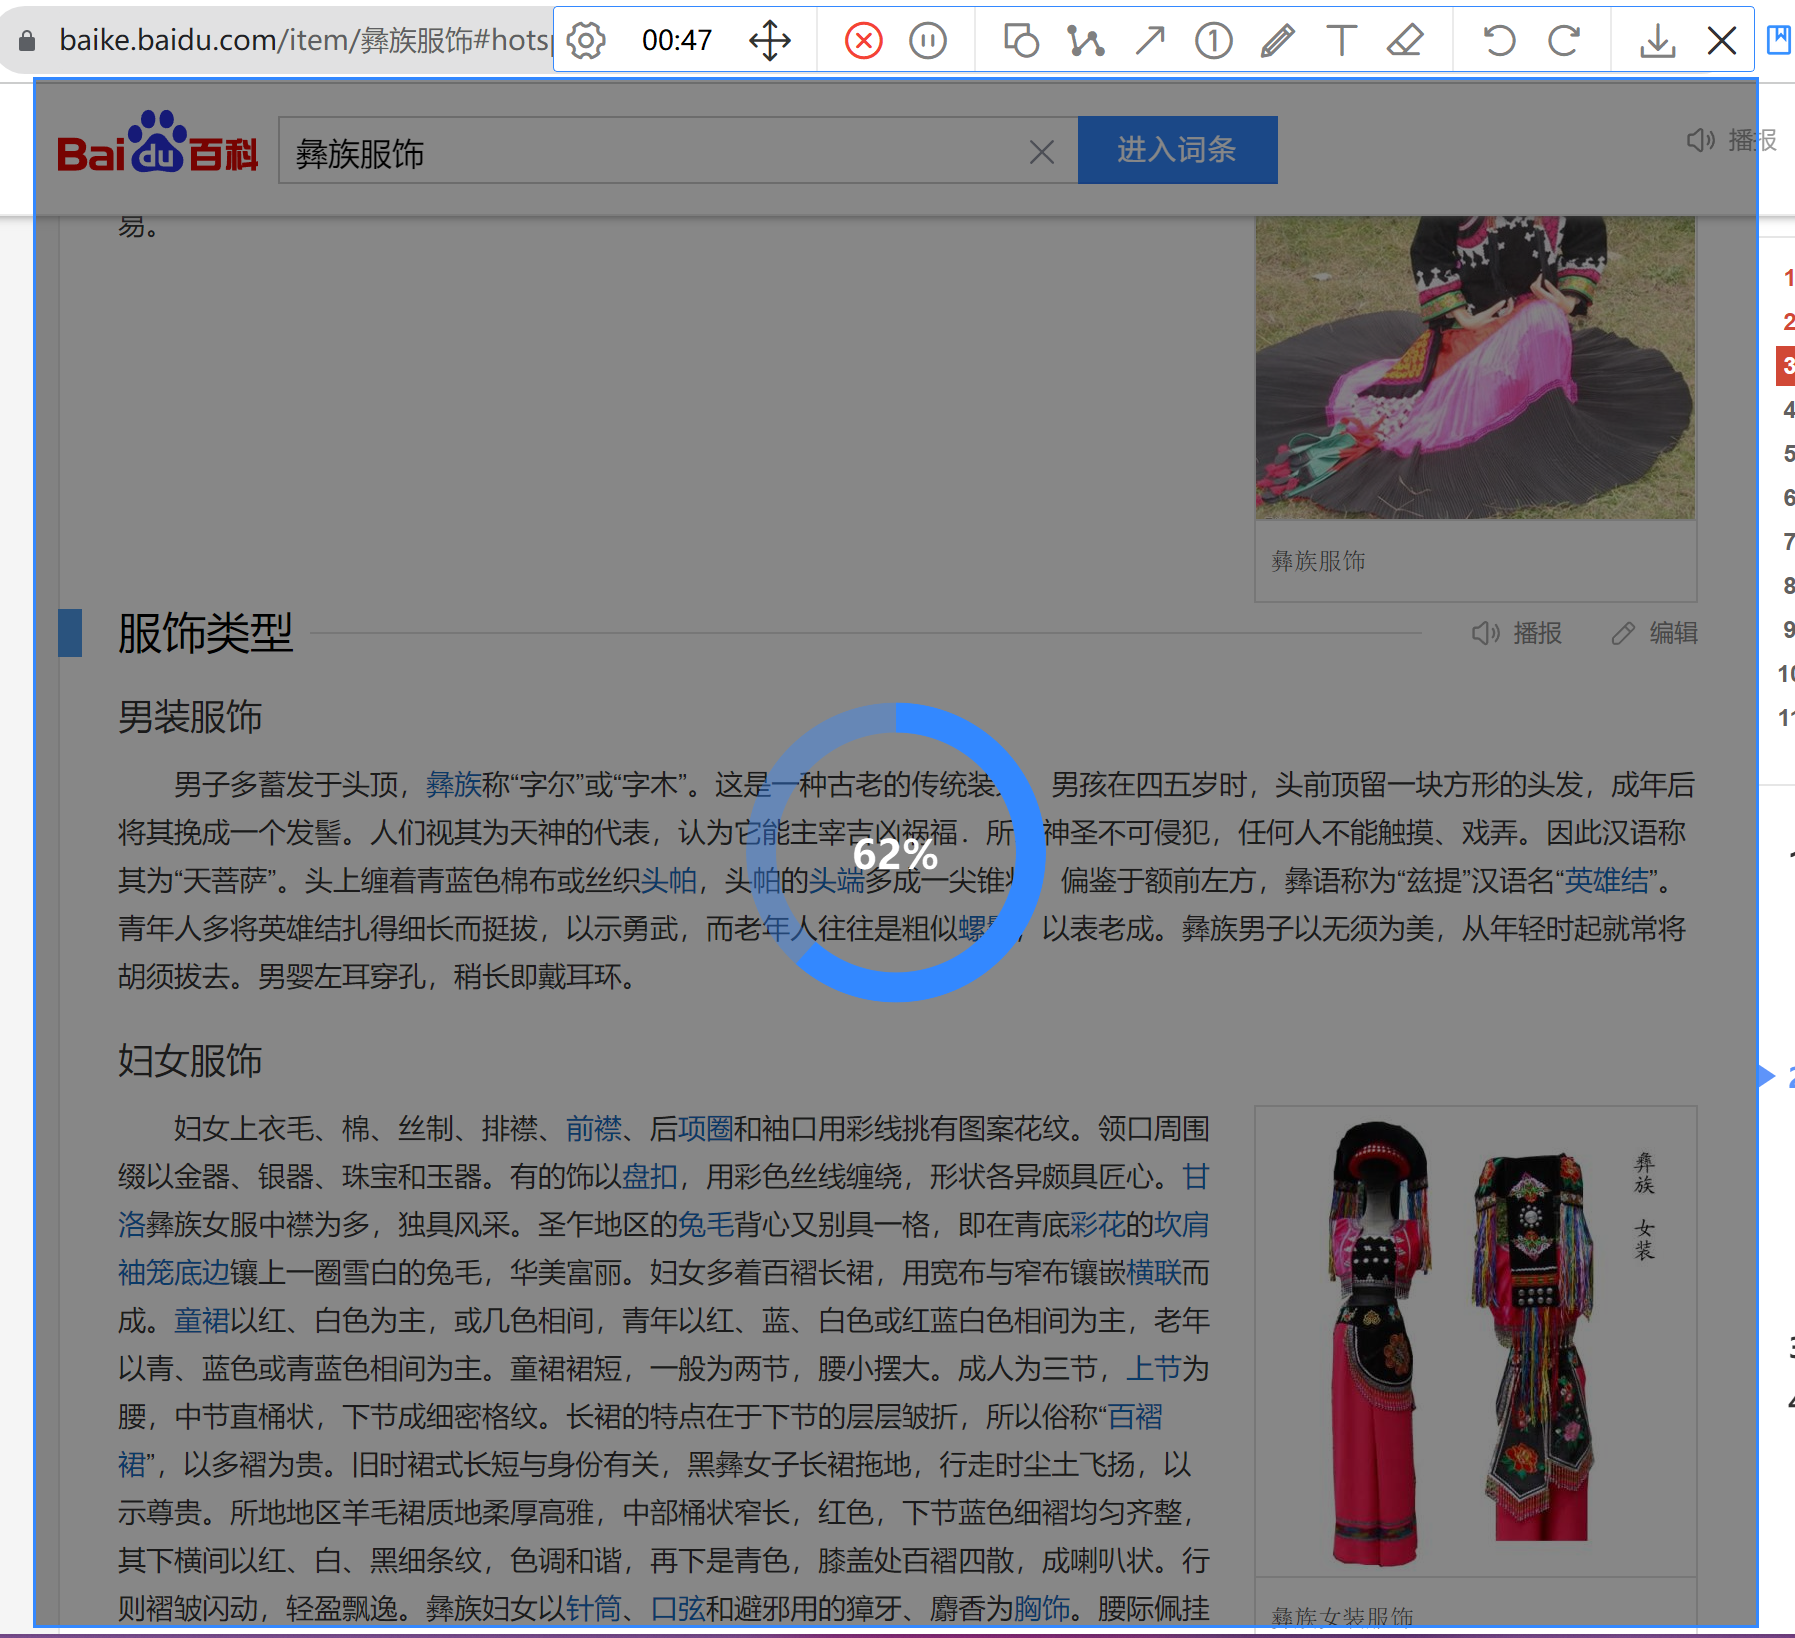 baike.baidu.com/item/彝族服饰#hotsp
00:47
1
T
Bai du 百科
彝族服饰
进入词条
播报
易。
1
2
3
4
5
6
7
8
9
10
11
彝族服饰
服饰类型
播报
编辑
男装服饰
62%
男子多蓄发于头顶，彝族称“字尔”或“字木”。这是一种古老的传统装 男孩在四五岁时，头前顶留一块方形的头发，成年后
将其挽成一个发髻。人们视其为天神的代表，认为它能主宰吉凶祸福．所 神圣不可侵犯，任何人不能触摸、戏弄。因此汉语称
其为“天菩萨”。头上缠着青蓝色棉布或丝织头帕，头帕的头端多成一尖锥 偏鉴于额前左方，彝语称为“兹提”汉语名“英雄结”。
青年人多将英雄结扎得细长而挺拔，以示勇武，而老年人往往是粗似螺髻，以表老成。彝族男子以无须为美，从年轻时起就常将
胡须拔去。男婴左耳穿孔，稍长即戴耳环。
妇女服饰
妇女上衣毛、棉、丝制、排襟、前襟、后项圈和袖口用彩线挑有图案花纹。领口周围
缀以金器、银器、珠宝和玉器。有的饰以盘扣，用彩色丝线缠绕，形状各异颇具匠心。甘
洛彝族女服中襟为多，独具风采。圣乍地区的兔毛背心又别具一格，即在青底彩花的坎肩
袖笼底边镶上一圈雪白的兔毛，华美富丽。妇女多着百褶长裙，用宽布与窄布镶嵌横联而
成。童裙以红、白色为主，或几色相间，青年以红、蓝、白色或红蓝白色相间为主，老年
以青、蓝色或青蓝色相间为主。童裙裙短，一般为两节，腰小摆大。成人为三节，上节为
腰，中节直桶状，下节成细密格纹。长裙的特点在于下节的层层皱折，所以俗称“百褶
裙”，以多褶为贵。旧时裙式长短与身份有关，黑彝女子长裙拖地，行走时尘土飞扬，以
示尊贵。所地地区羊毛裙质地柔厚高雅，中部桶状窄长，红色，下节蓝色细褶均匀齐整，
其下横间以红、白、黑细条纹，色调和谐，再下是青色，膝盖处百褶四散，成喇叭状。行
则褶皱闪动，轻盈飘逸。彝族妇女以针筒、口弦和避邪用的獐牙、麝香为胸饰。腰际佩挂
彝族 女装
彝族女装服饰